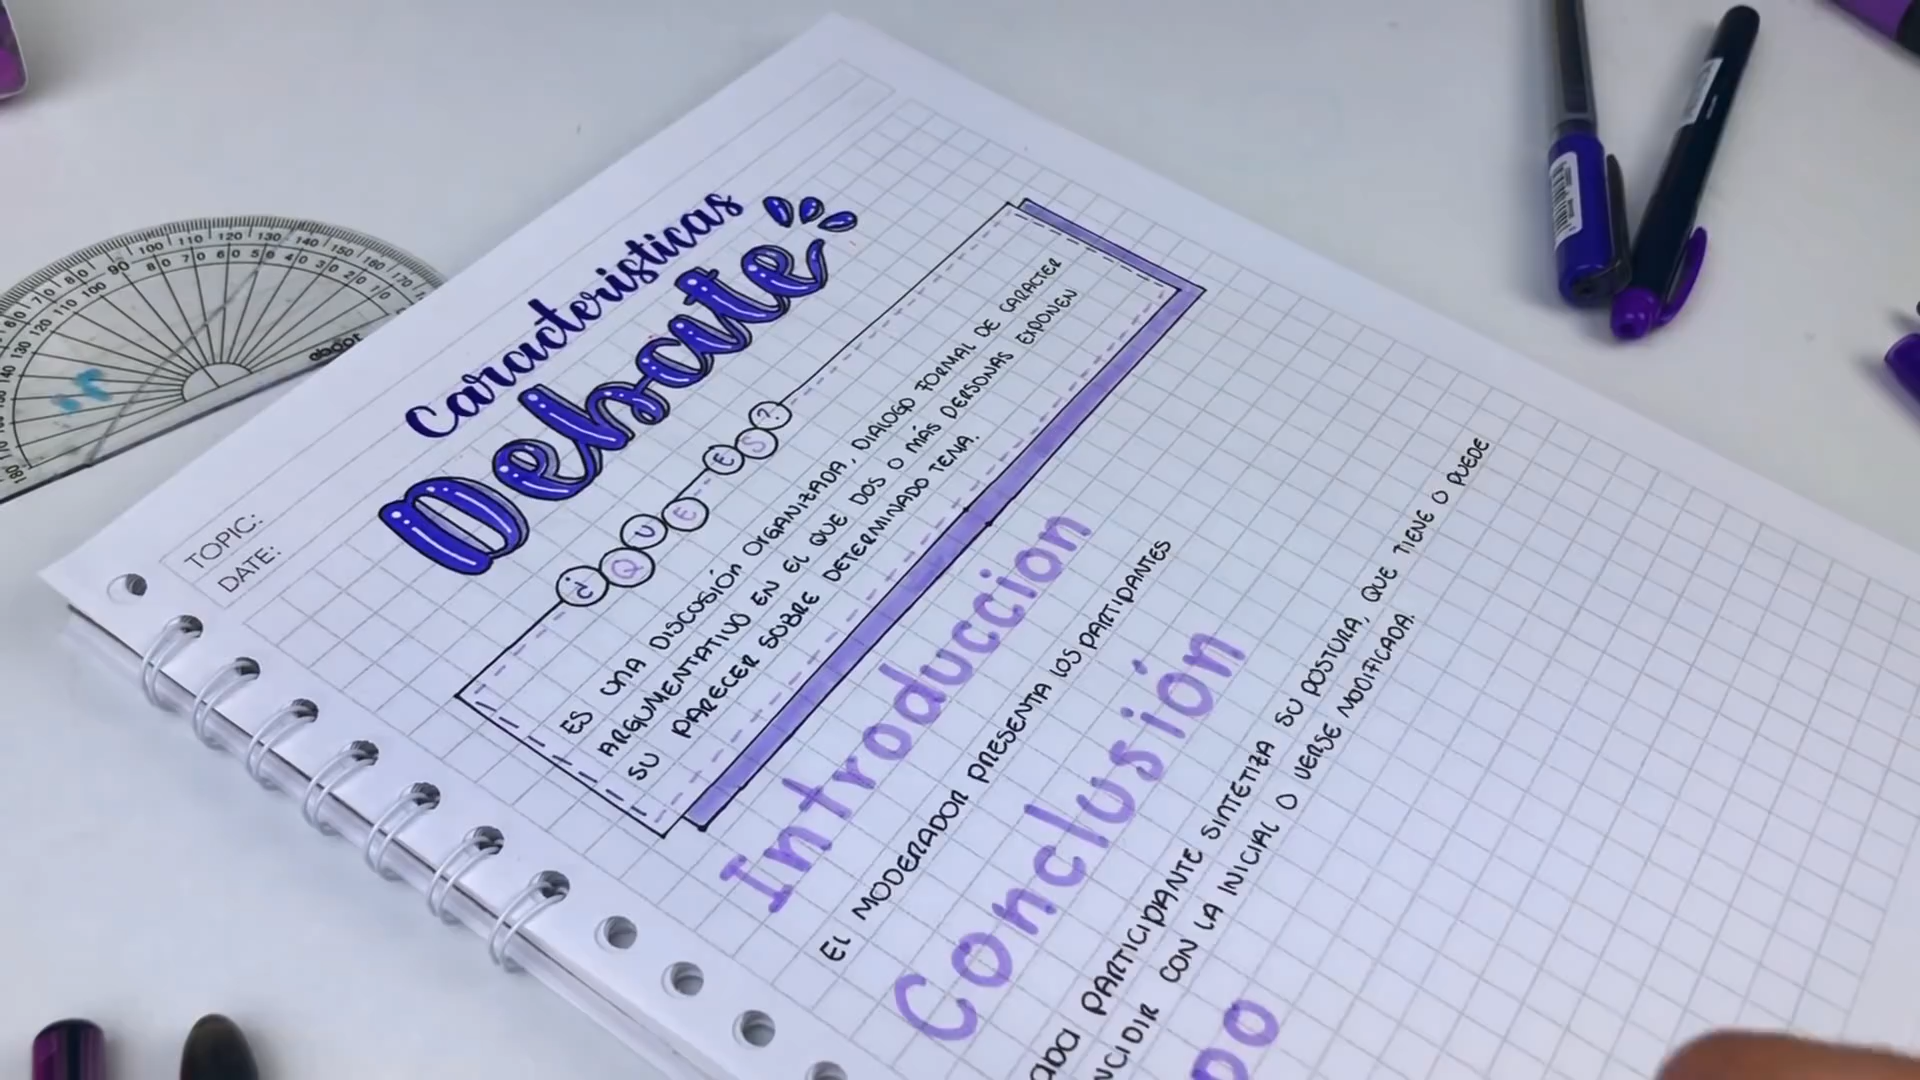 TOPIC:
DATE:
Caracteristicas
Debate
¿QUE ES?
ES UNA DISCOSIÓN ORGANIZADA, DIALOGO FORMAL DE CARACTER
ARGUMENTATIVO EN EL QUE DOS O MÁS PERSONAS EXPONEN
SU PARECER SOBRE DETERMINADO TEMA.
Introduccion
EL MODERADOR PRESENTA LOS PARTIPANTES
Conclusión
PARTICIPANTE SINTETIZA SU POSTURA, QUE TIENE O PUEDE
CON LA INICIAL O VERSE MODIFICADA.